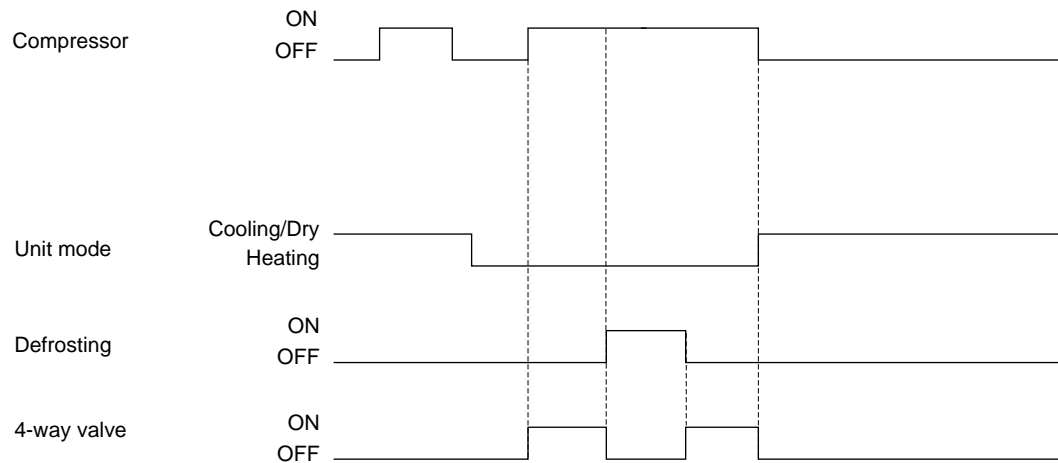 Compressor
ON
OFF
Unit mode
Cooling/Dry
Heating
Defrosting
ON
OFF
4-way valve
ON
OFF